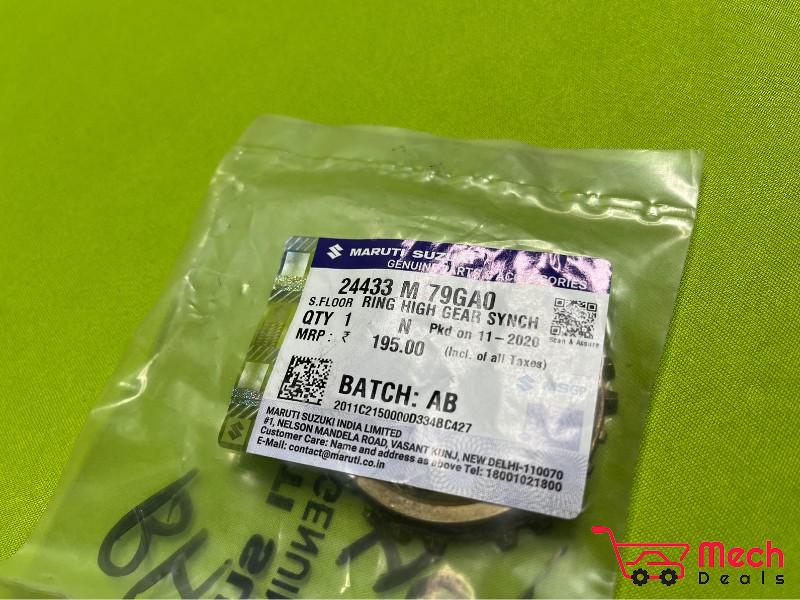 MARUTI SUZUKI
GENUINE PARTS & ACCESSORIES
24433 M 79GA0
S.FLOOR RING HIGH GEAR SYNCH
QTY 1 N Pkd on 11-2020
MRP : ₹ 195.00 (Incl. of all Taxes)
Scan & Assure
MSGP
BATCH: AB
2011C2150000D334BC427
MARUTI SUZUKI INDIA LIMITED
#1, NELSON MANDELA ROAD, VASANT KUNJ, NEW DELHI-110070
Customer Care: Name and address as above Tel: 18001021800
E-Mail: contact@maruti.co.in
Mech
Deals